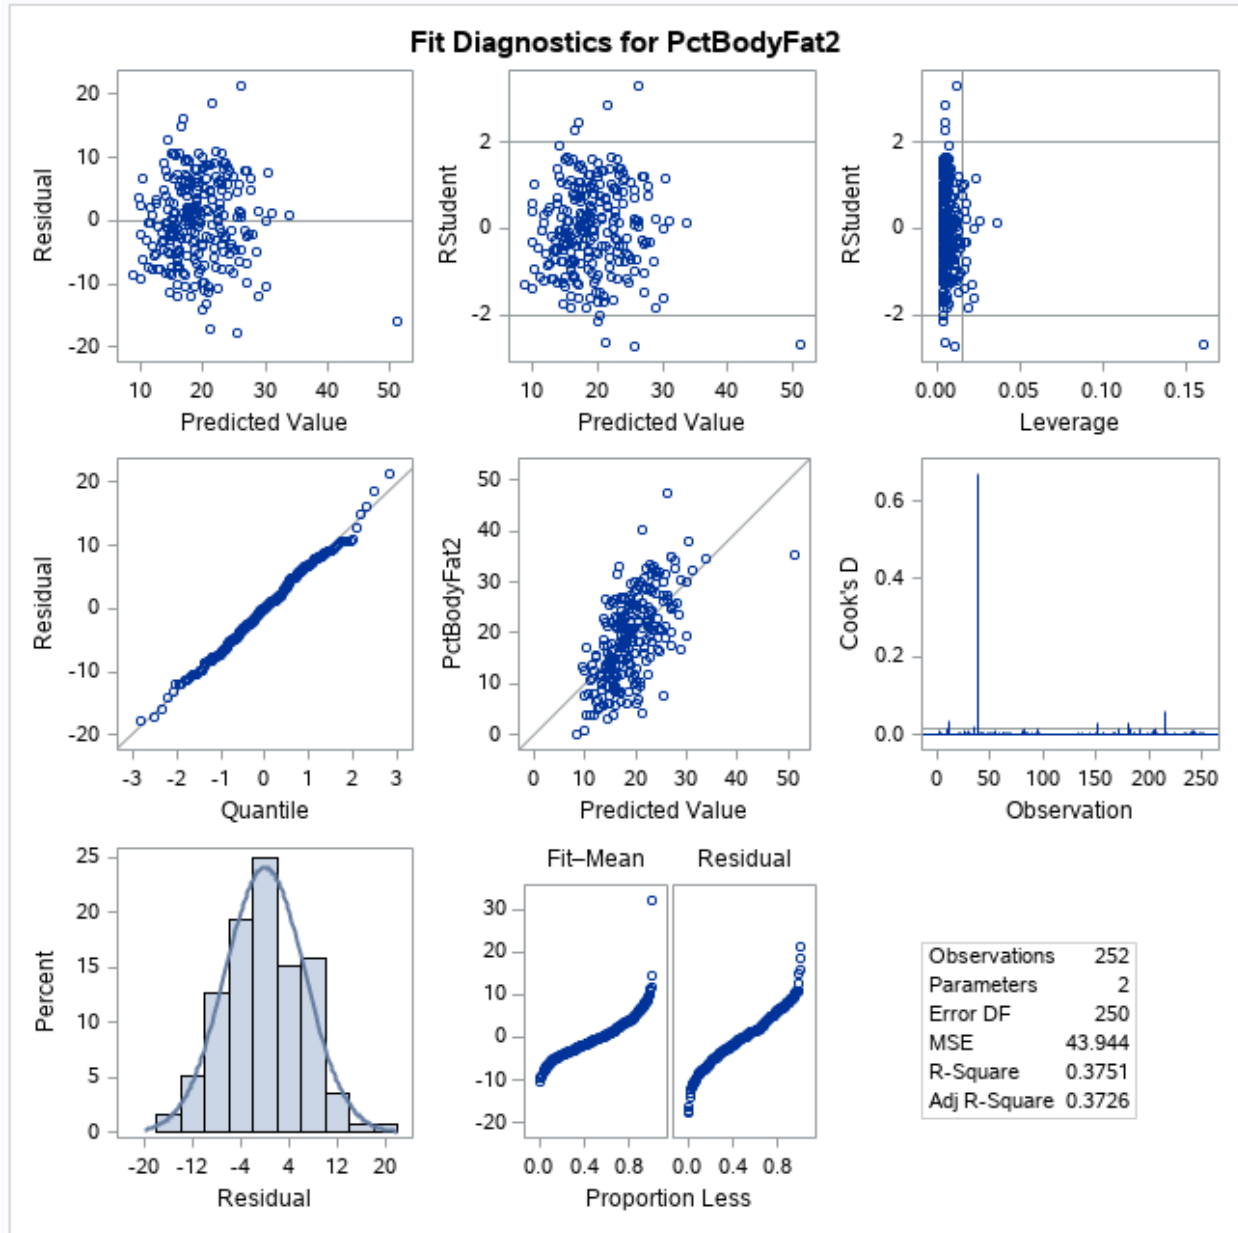 Fit Diagnostics for PctBodyFat2
20
10
0
-10
-20
Residual
10 20 30 40 50
Predicted Value
2
0
-2
RStudent
10 20 30 40 50
Predicted Value
2
0
-2
RStudent
0.00 0.05 0.10 0.15
Leverage
20
10
0
-10
-20
Residual
-3 -2 -1 0 1 2 3
Quantile
50
40
30
20
10
0
PctBodyFat2
0 10 20 30 40 50
Predicted Value
0.6
0.4
0.2
0.0
Cook's D
0 50 100 150 200 250
Observation
25
20
15
10
5
0
Percent
-20 -12 -4 4 12 20
Residual
Fit–Mean Residual
30
20
10
0
-10
-20
0.0 0.4 0.8 0.0 0.4 0.8
Proportion Less
Observations 252
Parameters 2
Error DF 250
MSE 43.944
R-Square 0.3751
Adj R-Square 0.3726